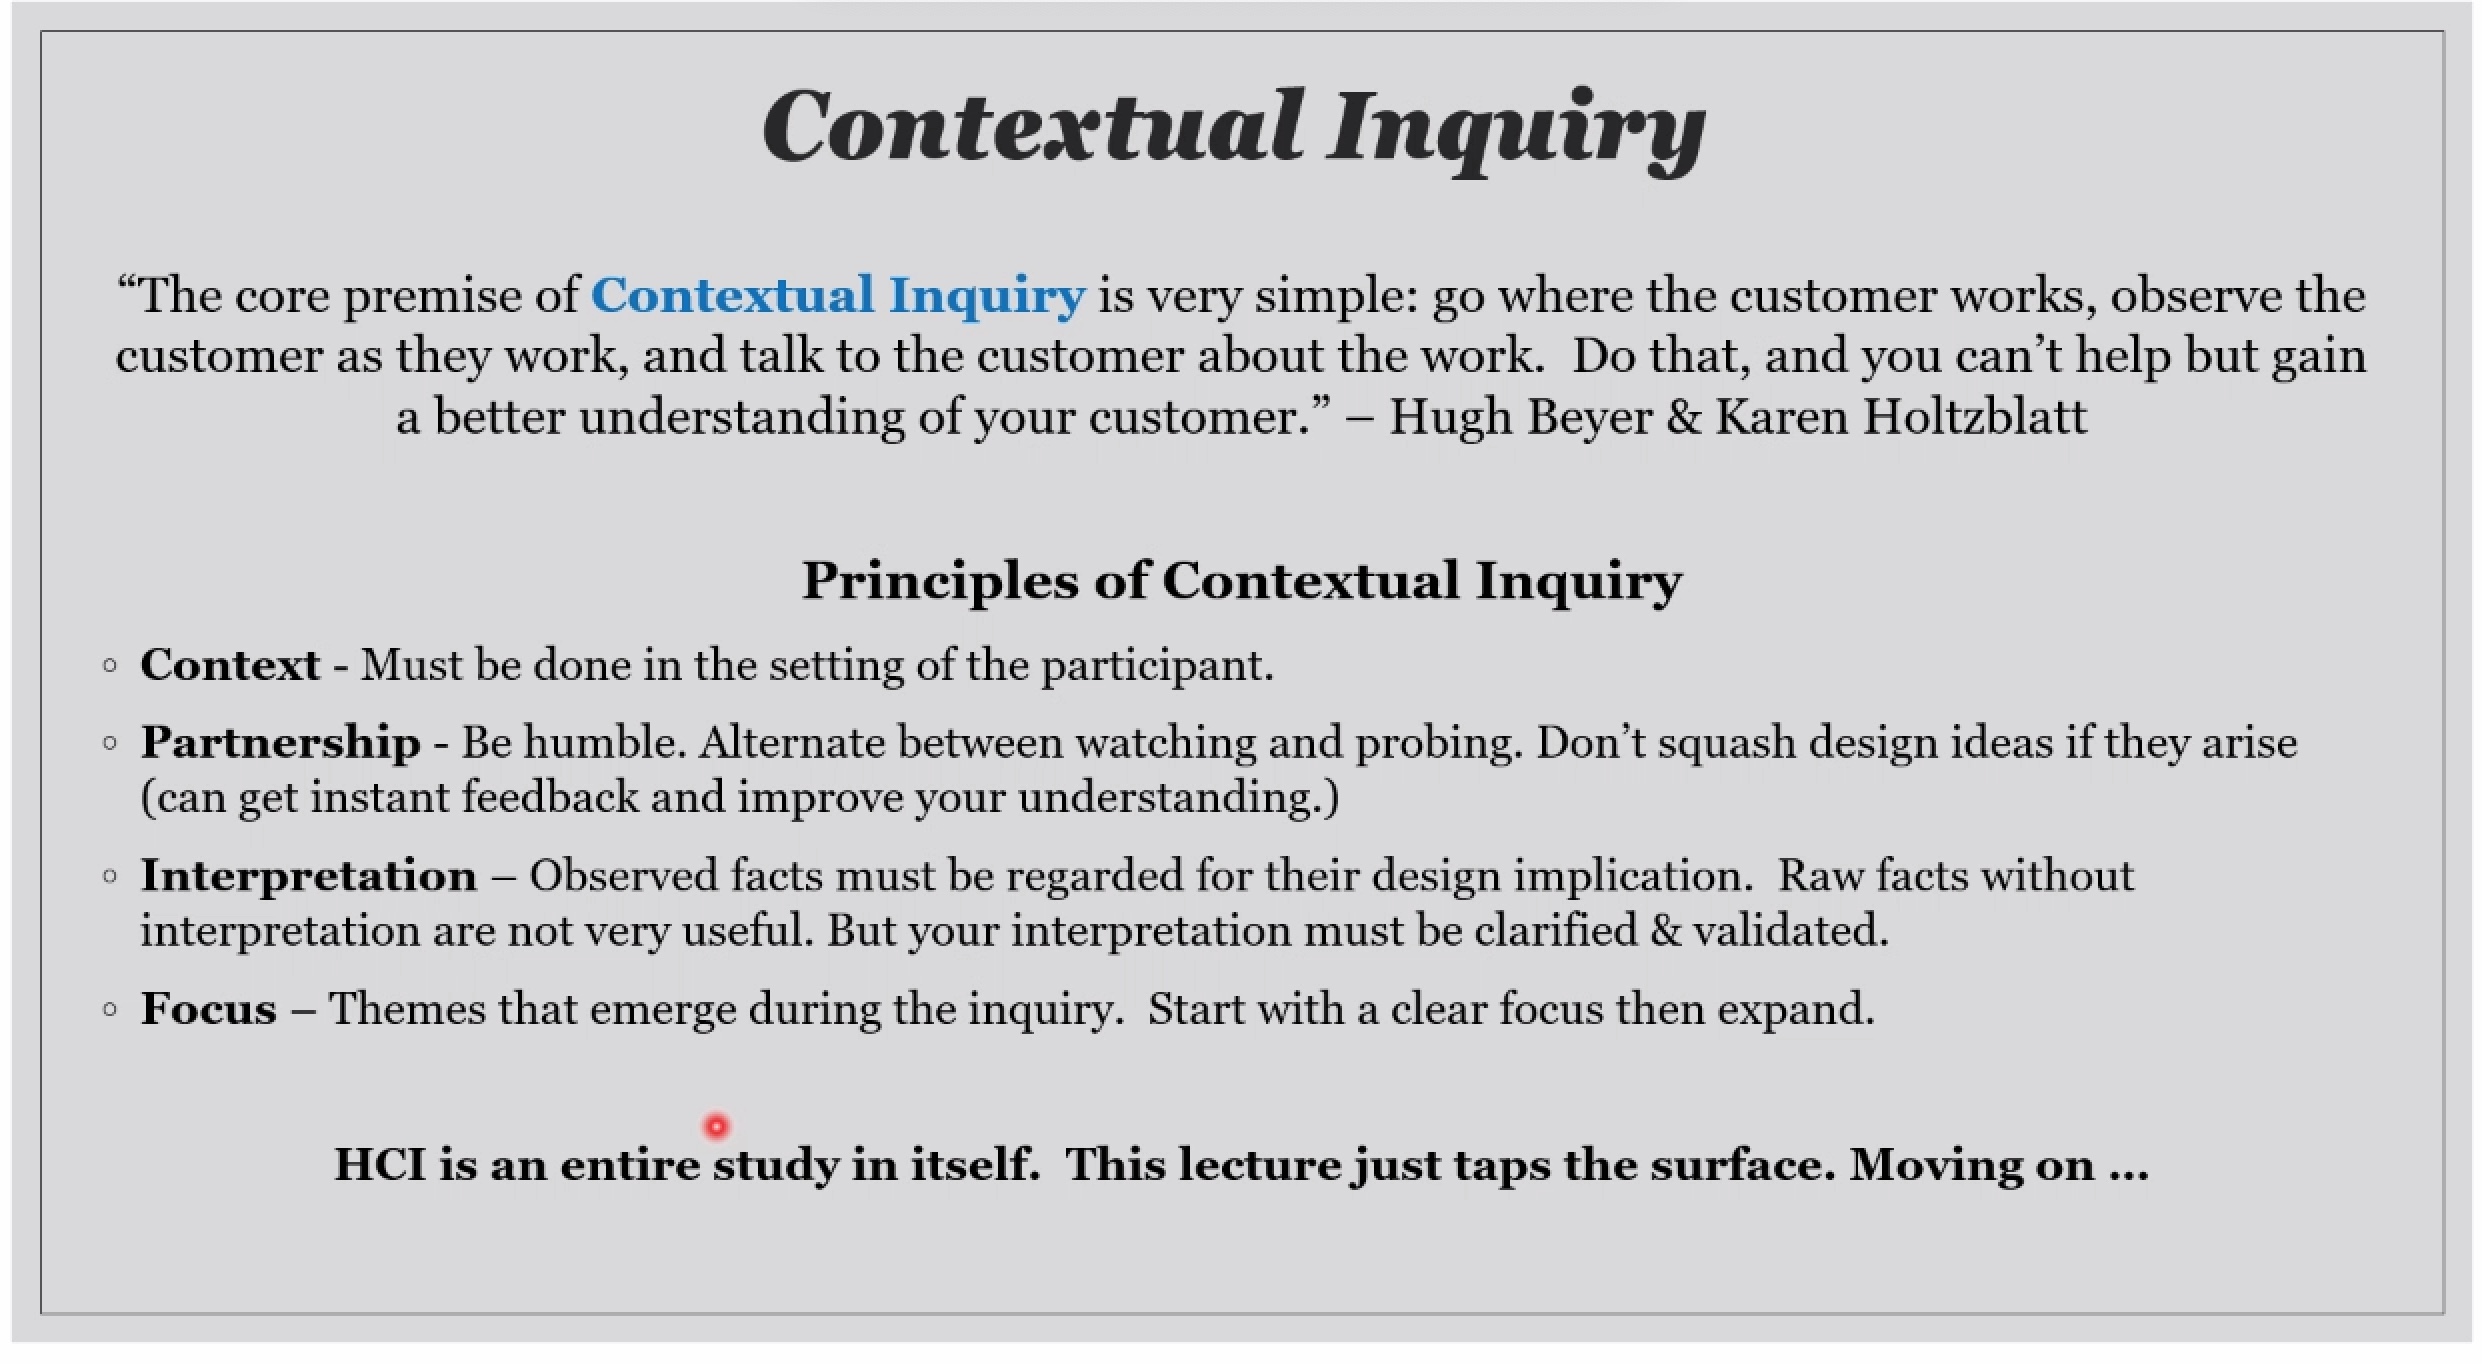 Contextual Inquiry
“The core premise of Contextual Inquiry is very simple: go where the customer works, observe the
customer as they work, and talk to the customer about the work.  Do that, and you can’t help but gain
a better understanding of your customer.” – Hugh Beyer & Karen Holtzblatt
Principles of Contextual Inquiry
◦ Context - Must be done in the setting of the participant.
◦ Partnership - Be humble. Alternate between watching and probing. Don’t squash design ideas if they arise
(can get instant feedback and improve your understanding.)
◦ Interpretation – Observed facts must be regarded for their design implication.  Raw facts without
interpretation are not very useful. But your interpretation must be clarified & validated.
◦ Focus – Themes that emerge during the inquiry.  Start with a clear focus then expand.
HCI is an entire study in itself.  This lecture just taps the surface. Moving on …